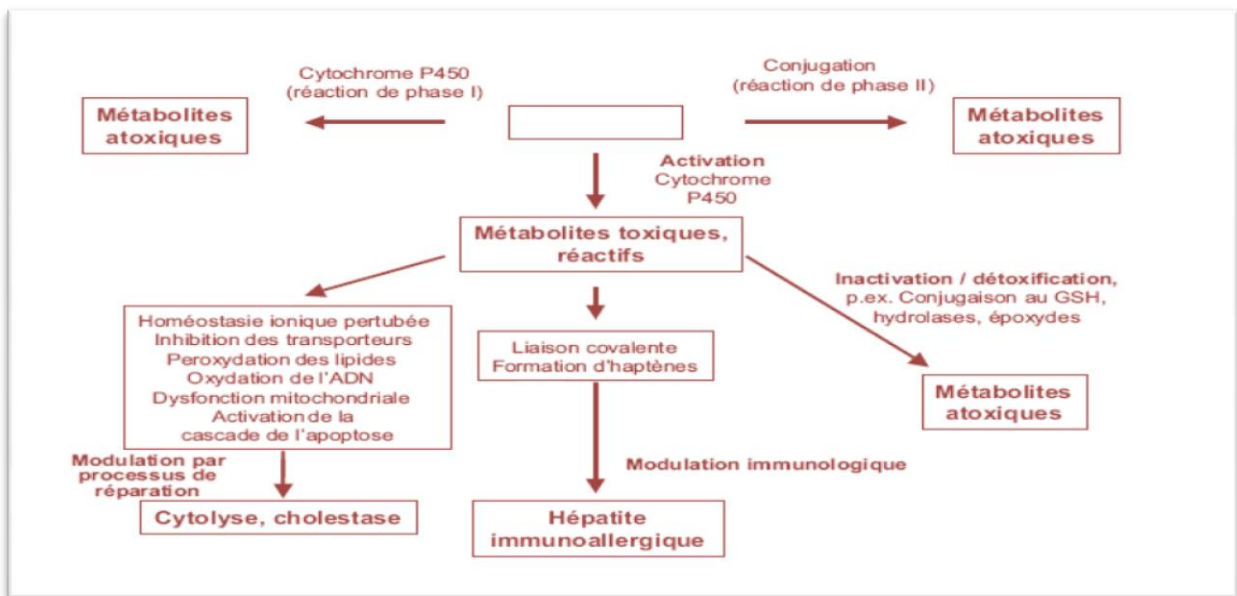 Cytochrome P450
(réaction de phase I)
Conjugation
(réaction de phase II)
Métabolites
atoxiques
Métabolites
atoxiques
Activation
Cytochrome
P450
Métabolites toxiques,
réactifs
Inactivation / détoxification,
p.ex. Conjugaison au GSH,
hydrolases, époxydes
Homéostasie ionique pertubée
Inhibition des transporteurs
Peroxydation des lipides
Oxydation de l'ADN
Dysfonction mitochondriale
Activation de la
cascade de l'apoptose
Liaison covalente
Formation d'haptènes
Métabolites
atoxiques
Modulation par
processus de
réparation
Modulation immunologique
Cytolyse, cholestase
Hépatite
immunoallergique